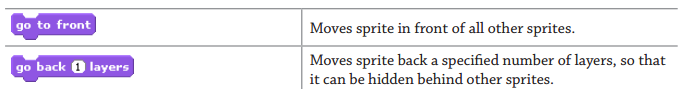 go to front
Moves sprite in front of all other sprites.
go back 1 layers
Moves sprite back a specified number of layers, so that
it can be hidden behind other sprites.